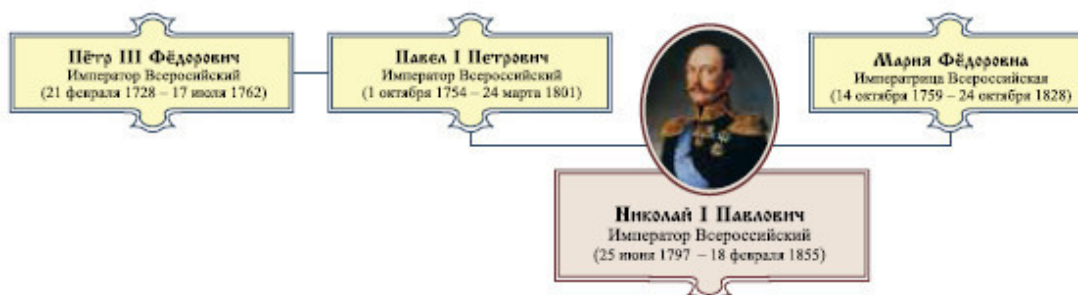 Пётр III Фёдорович
Император Всеросийский
(21 февраля 1728 – 17 июля 1762)
Павел I Петрович
Император Всероссийский
(1 октября 1754 – 24 марта 1801)
Мария Фёдоровна
Императрица Всероссийская
(14 октября 1759 – 24 октября 1828)
Николай I Павлович
Император Всероссийский
(25 июня 1797 – 18 февраля 1855)